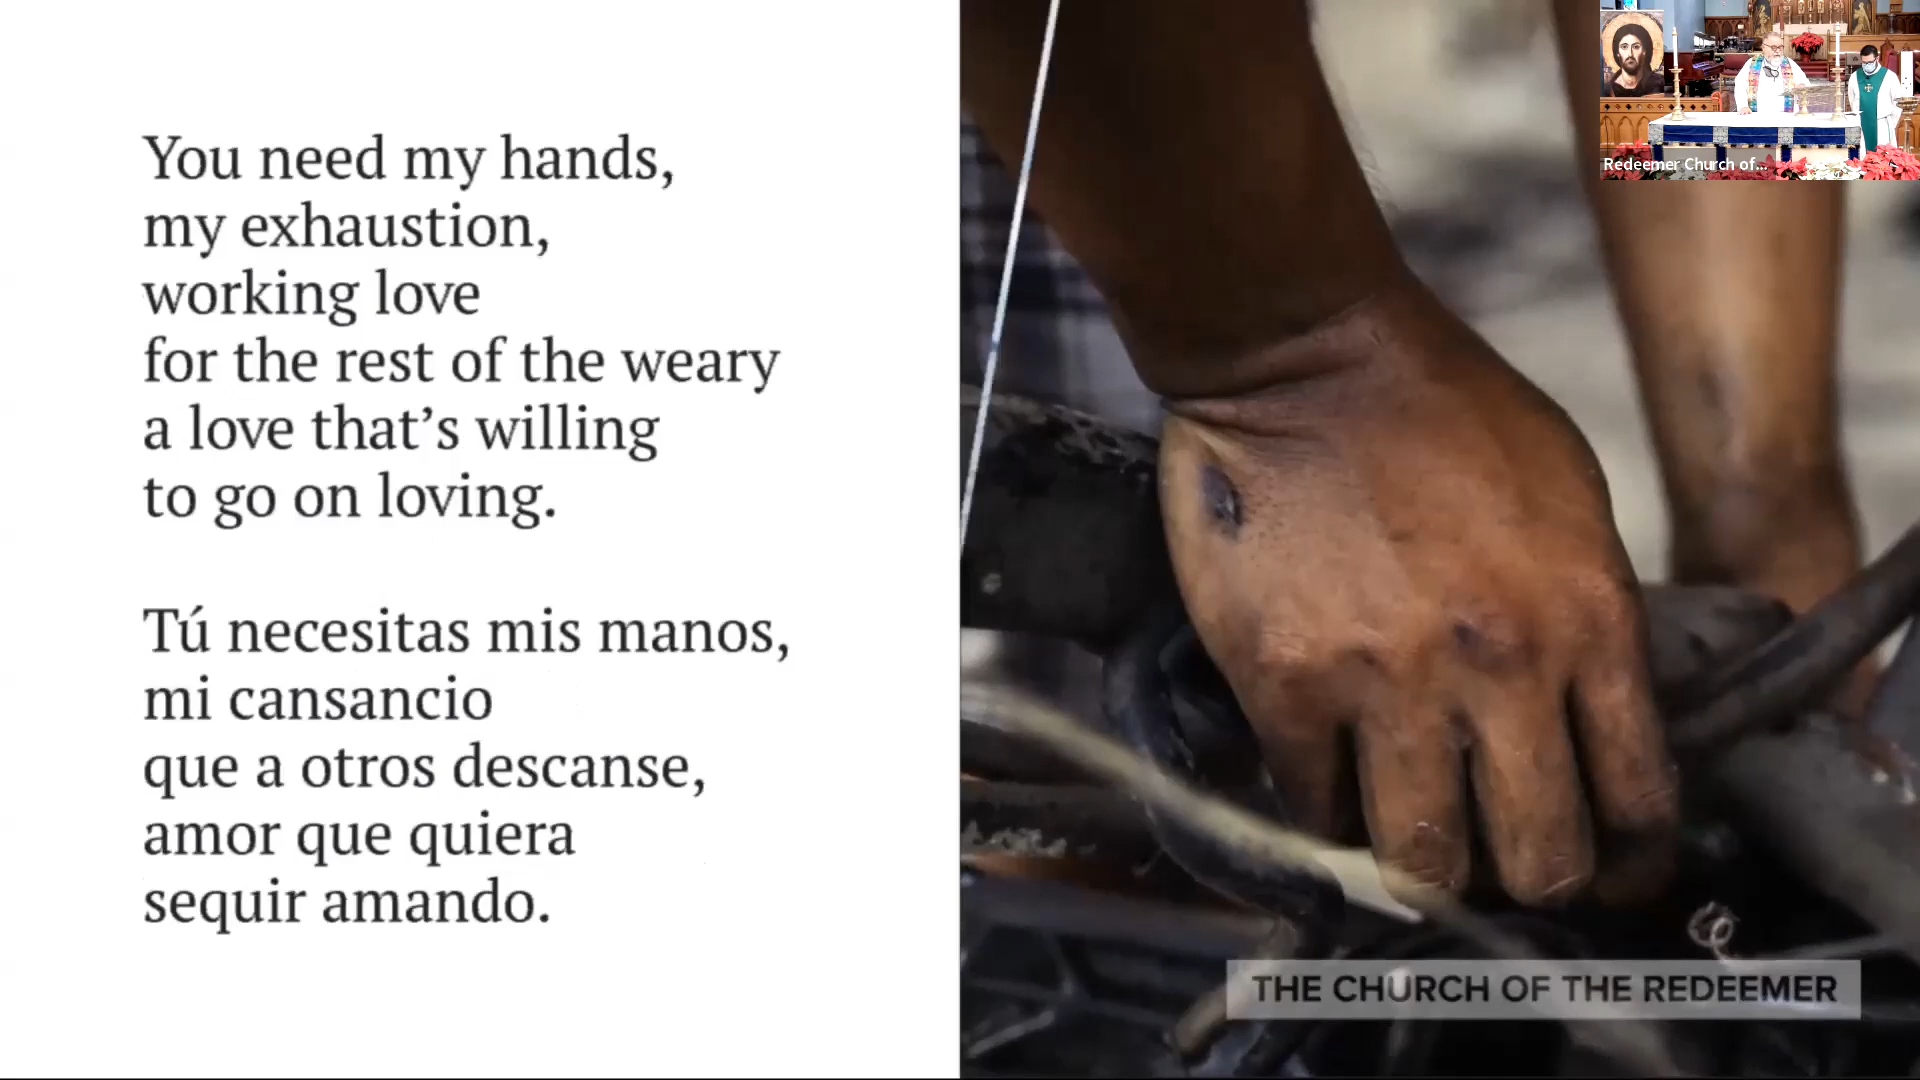 You need my hands,
my exhaustion,
working love
for the rest of the weary
a love that’s willing
to go on loving.
Tú necesitas mis manos,
mi cansancio
que a otros descanse,
amor que quiera
sequir amando.
Redeemer Church of...
THE CHURCH OF THE REDEEMER